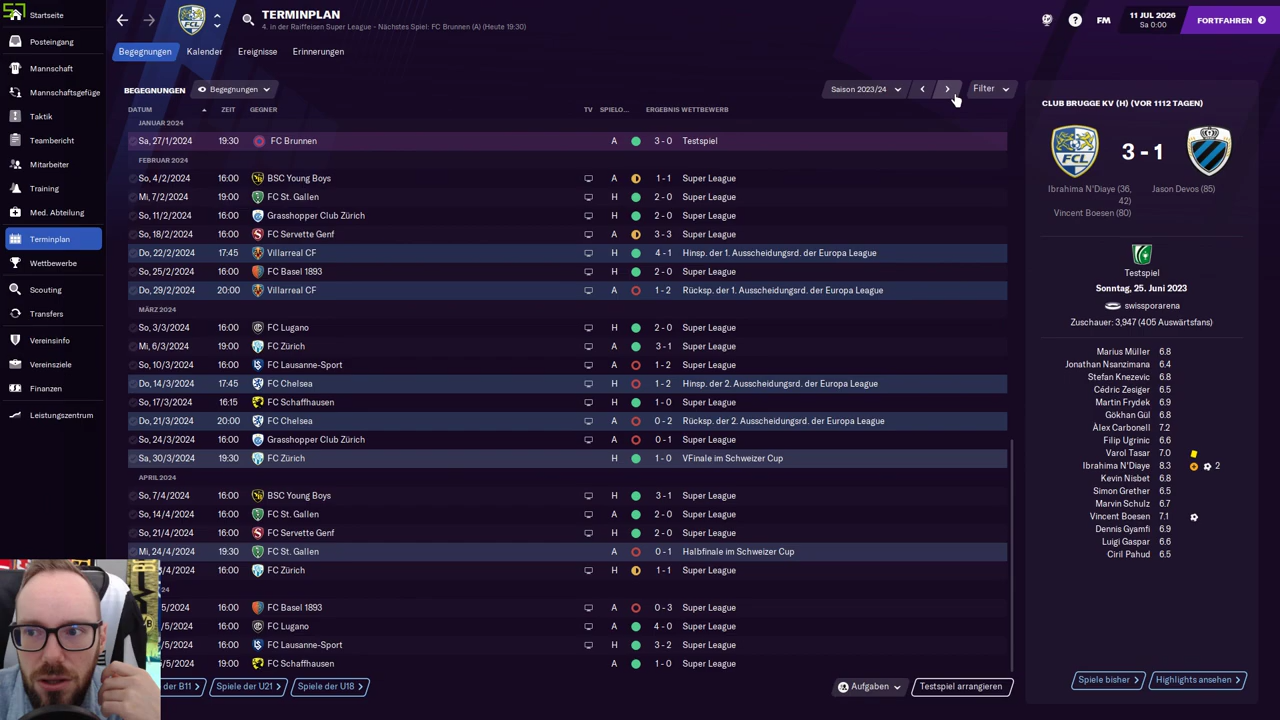 Startseite
TERMINPLAN
4. in der Raiffeisen Super League - Nächstes Spiel: FC Brunnen (A) (Heute 19:30)
FM
11 JUL 2026
Sa 0:00
FORTFAHREN
Posteingang
Mannschaft
Mannschaftsgefüge
Taktik
Teambericht
Mitarbeiter
Training
Med. Abteilung
Terminplan
Wettbewerbe
Scouting
Transfers
Vereinsinfo
Vereinsziele
Finanzen
Leistungszentrum
Begegnungen Kalender Ereignisse Erinnerungen
BEGEGNUNGEN Begegnungen Saison 2023/24 Filter
DATUM ZEIT GEGNER TV SPIELO... ERGEBNIS WETTBEWERB
JANUAR 2024
Sa, 27/1/2024 19:30 FC Brunnen A 3 - 0 Testspiel
FEBRUAR 2024
So, 4/2/2024 16:00 BSC Young Boys A 1 - 1 Super League
Mi, 7/2/2024 19:00 FC St. Gallen H 2 - 0 Super League
So, 11/2/2024 16:00 Grasshopper Club Zürich H 2 - 0 Super League
So, 18/2/2024 16:00 FC Servette Genf A 3 - 3 Super League
Do, 22/2/2024 17:45 Villarreal CF H 4 - 1 Hinsp. der 1. Ausscheidungsrd. der Europa League
So, 25/2/2024 16:00 FC Basel 1893 H 2 - 0 Super League
Do, 29/2/2024 20:00 Villarreal CF A 1 - 2 Rücksp. der 1. Ausscheidungsrd. der Europa League
MÄRZ 2024
So, 3/3/2024 16:00 FC Lugano H 2 - 0 Super League
Mi, 6/3/2024 19:00 FC Zürich H 3 - 1 Super League
So, 10/3/2024 16:00 FC Lausanne-Sport A 1 - 2 Super League
Do, 14/3/2024 17:45 FC Chelsea H 1 - 2 Hinsp. der 2. Ausscheidungsrd. der Europa League
So, 17/3/2024 16:15 FC Schaffhausen H 1 - 0 Super League
Do, 21/3/2024 20:00 FC Chelsea A 0 - 2 Rücksp. der 2. Ausscheidungsrd. der Europa League
So, 24/3/2024 16:00 Grasshopper Club Zürich A 0 - 1 Super League
Sa, 30/3/2024 19:30 FC Zürich H 1 - 0 VFinale im Schweizer Cup
APRIL 2024
So, 7/4/2024 16:00 BSC Young Boys H 3 - 1 Super League
So, 14/4/2024 16:00 FC St. Gallen A 2 - 0 Super League
So, 21/4/2024 16:00 FC Servette Genf H 2 - 0 Super League
Mi, 24/4/2024 19:30 FC St. Gallen A 0 - 1 Halbfinale im Schweizer Cup
/4/2024 16:00 FC Zürich H 1 - 1 Super League
24
5/2024 16:00 FC Basel 1893 A 0 - 3 Super League
/5/2024 16:00 FC Lugano A 4 - 0 Super League
/5/2024 16:00 FC Lausanne-Sport H 3 - 2 Super League
/5/2024 19:00 FC Schaffhausen A 1 - 0 Super League
der B11 Spiele der U21 Spiele der U18 Aufgaben Testspiel arrangieren
CLUB BRUGGE KV (H) (VOR 1112 TAGEN)
FCL 3 - 1
Ibrahima N'Diaye (36, 42) Jason Devos (85)
Vincent Boesen (80)
Testspiel
Sonntag, 25. Juni 2023
swissporarena
Zuschauer: 3,947 (405 Auswärtsfans)
Marius Müller 6.8
Jonathan Nsanzimana 6.4
Stefan Knezevic 6.8
Cédric Zesiger 6.5
Martin Frydek 6.9
Gökhan Gül 6.8
Àlex Carbonell 7.2
Filip Ugrinic 6.6
Varol Tasar 7.0
Ibrahima N'Diaye 8.3 2
Kevin Nisbet 6.8
Simon Grether 6.5
Marvin Schulz 6.7
Vincent Boesen 7.1
Dennis Gyamfi 6.9
Luigi Gaspar 6.6
Ciril Pahud 6.5
Spiele bisher Highlights ansehen